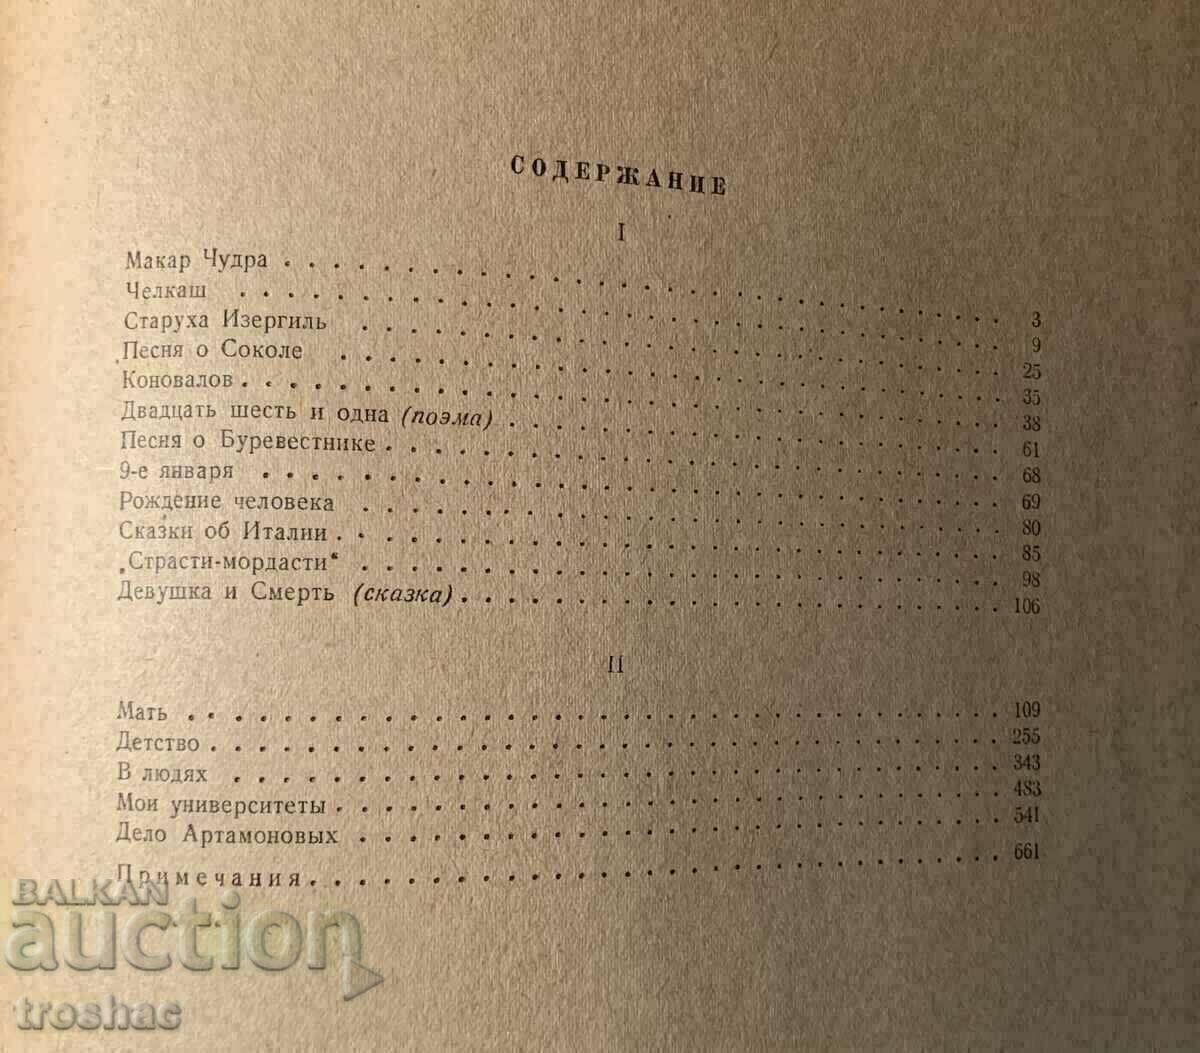 СОДЕРЖАНИЕ
I
Макар Чудра 3
Челкаш 9
Старуха Изергиль 25
Песня о Соколе 35
Коновалов 38
Двадцать шесть и одна (поэма) 61
Песня о Буревестнике 68
9-е января 69
Рождение человека 80
Сказки об Италии 85
„Страсти-мордасти“ 98
Девушка и Смерть (сказка) 106
II
Мать 109
Детство 255
В людях 343
Мои университеты 483
Дело Артамоновых 541
Примечания 661
BALKAN
auction
troshac